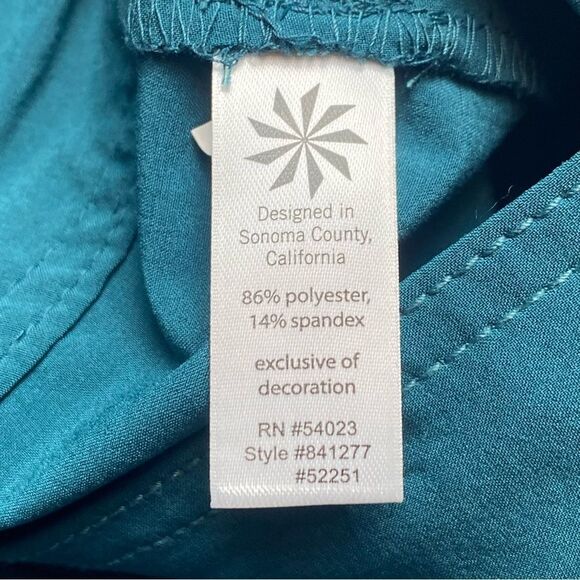 Designed in
Sonoma County,
California
86% polyester,
14% spandex
exclusive of
decoration
RN #54023
Style #841277
#52251